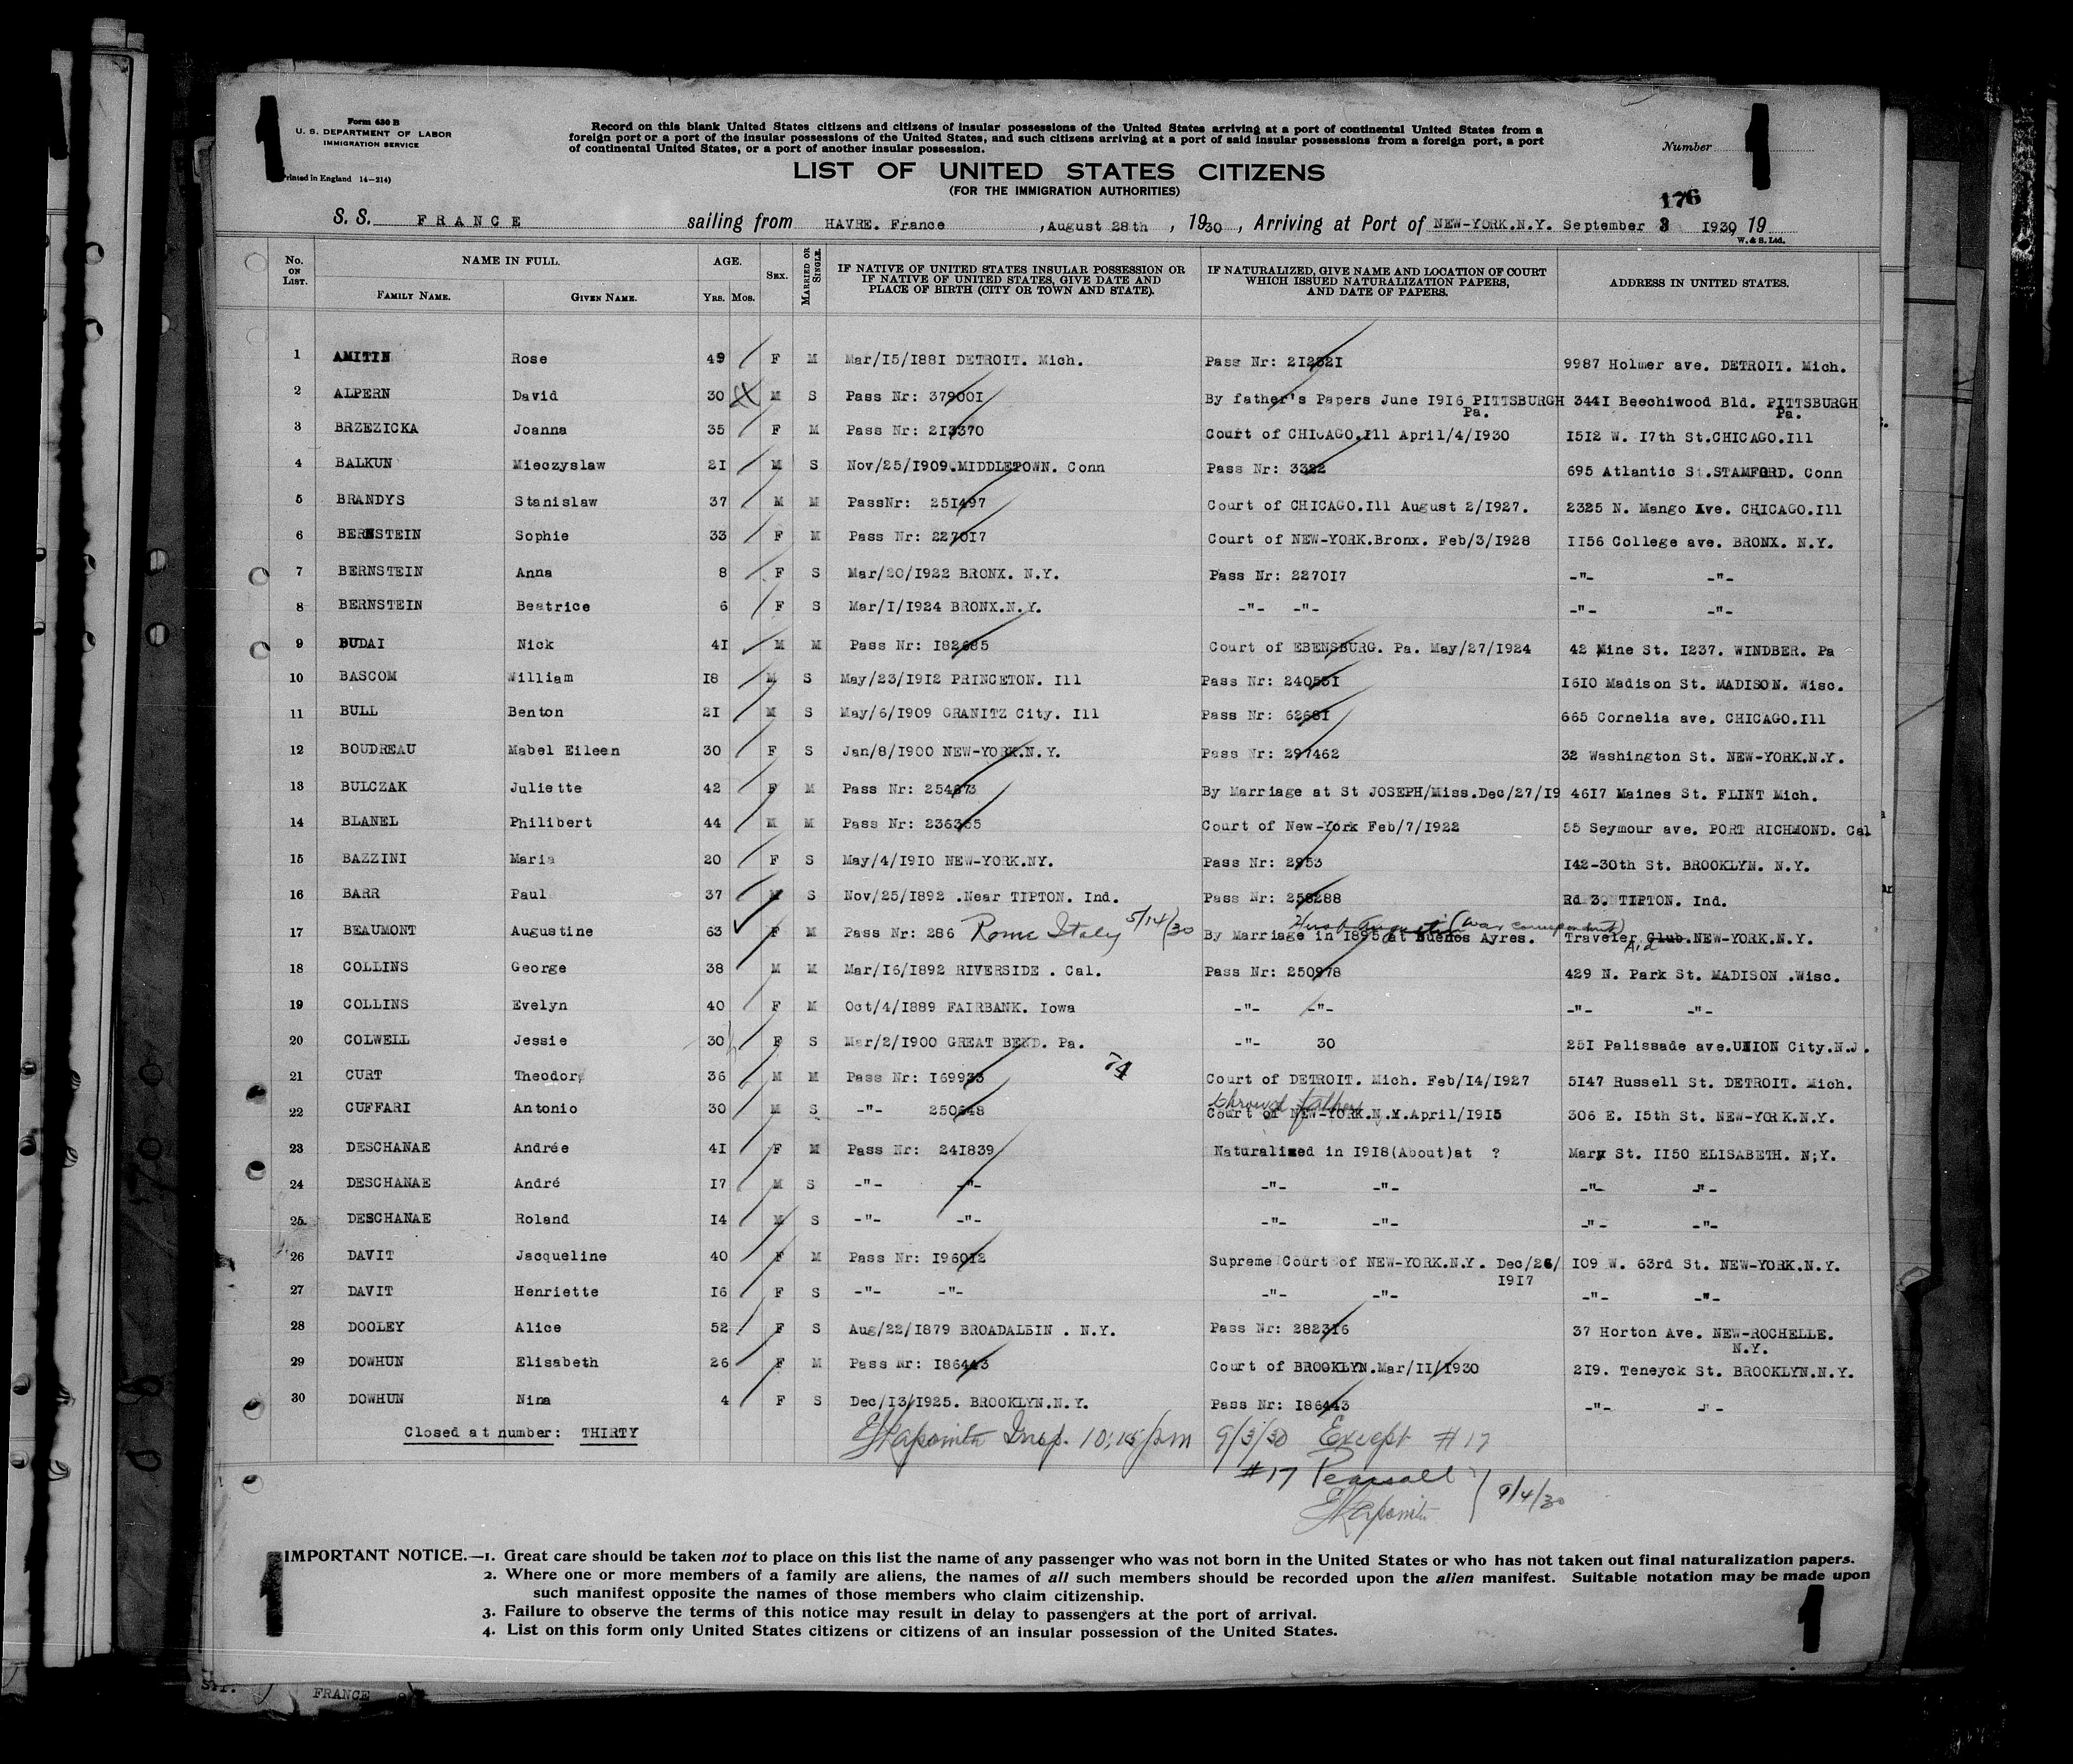 Form 630 B
U. S. DEPARTMENT OF LABOR
IMMIGRATION SERVICE
Printed in England 14-214)
Record on this blank United States citizens and citizens of insular possessions of the United States arriving at a port of continental United States from a
foreign port or a port of the insular possessions of the United States, and such citizens arriving at a port of said insular possessions from a foreign port, a port
of continental United States, or a port of another insular possession.
Number 1
LIST OF UNITED STATES CITIZENS
(FOR THE IMMIGRATION AUTHORITIES)
176
S. S. FRANCE sailing from HAVRE. France ,August 28th , 1930 , Arriving at Port of NEW-YORK.N.Y. September 3 1930, 19
W. & S. Ltd.
No. ON LIST. NAME IN FULL. FAMILY NAME. GIVEN NAME. AGE. YRS. MOS. SEX. MARRIED OR SINGLE. IF NATIVE OF UNITED STATES INSULAR POSSESSION OR IF NATIVE OF UNITED STATES, GIVE DATE AND PLACE OF BIRTH (CITY OR TOWN AND STATE). IF NATURALIZED, GIVE NAME AND LOCATION OF COURT WHICH ISSUED NATURALIZATION PAPERS, AND DATE OF PAPERS. ADDRESS IN UNITED STATES.
1 AMITIN Rose 49 F M Mar/15/1881 DETROIT. Mich. Pass Nr: 212321 9987 Holmer ave. DETROIT. Mich.
2 ALPERN David 30 M S Pass Nr: 379001 By father's Papers June 1916 PITTSBURGH Pa. 3441 Beechiwood Bld. PITTSBURGH Pa.
3 BRZEZICKA Joanna 35 F M Pass Nr: 213370 Court of CHICAGO.Ill April/4/1930 1512 W. 17th St.CHICAGO.Ill
4 BALKUN Mieczyslaw 21 M S Nov/25/1909.MIDDLETOWN. Conn Pass Nr: 3322 695 Atlantic St.STAMFORD. Conn
5 BRANDYS Stanislaw 37 M M PassNr: 251497 Court of CHICAGO.Ill August 2/1927. 2325 N. Mango Ave. CHICAGO.Ill
6 BERNSTEIN Sophie 33 F M Pass Nr: 227017 Court of NEW-YORK.Bronx. Feb/3/1928 1156 College ave. BRONX. N.Y.
7 BERNSTEIN Anna 8 F S Mar/20/1922 BRONX. N.Y. Pass Nr: 227017 -"- -"-
8 BERNSTEIN Beatrice 6 F S Mar/1/1924 BRONX.N.Y. -"- -"- -"- -"-
9 BUDAI Nick 41 M M Pass Nr: 182685 Court of EBENSBURG. Pa. May/27/1924 42 Mine St. 1237. WINDBER. Pa
10 BASCOM William 18 M S May/23/1912 PRINCETON. Ill Pass Nr: 240531 1610 Madison St. MADISON. Wisc.
11 BULL Benton 21 M S May/6/1909 GRANITZ City. Ill Pass Nr: 62681 665 Cornelia ave. CHICAGO.Ill
12 BOUDREAU Mabel Eileen 30 F S Jan/8/1900 NEW-YORK.N.Y. Pass Nr: 297462 32 Washington St. NEW-YORK.N.Y.
13 BULCZAK Juliette 42 F M Pass Nr: 254873 By Marriage at St JOSEPH/Miss.Dec/27/19 4617 Maines St. FLINT Mich.
14 BLANEL Philibert 44 M M Pass Nr: 236365 Court of New-York Feb/7/1922 55 Seymour ave. PORT RICHMOND. Cal
15 BAZZINI Maria 20 F S May/4/1910 NEW-YORK.NY. Pass Nr: 2953 142-30th St. BROOKLYN. N.Y.
16 BARR Paul 37 M S Nov/25/1892 .Near TIPTON. Ind. Pass Nr: 258288 Rd 3. TIPTON. Ind.
Husb Augustin (War correspondent)
17 BEAUMONT Augustine 63 F M Pass Nr: 286 Rome Italy 5/14/30 By Marriage in 1895 at Buenos Ayres. Traveler Club.NEW-YORK.N.Y.
Aid
18 COLLINS George 38 M M Mar/16/1892 RIVERSIDE . Cal. Pass Nr: 250978 429 N. Park St. MADISON .Wisc.
19 COLLINS Evelyn 40 F M Oct/4/1889 FAIRBANK. Iowa -"- -"- -"- -"-
20 COLWELL Jessie 30 F S Mar/2/1900 GREAT BEND. Pa. -"- 30 251 Palissade ave.UNION City.N.J.
74
21 CURT Theodore 36 M M Pass Nr: 169933 Court of DETROIT. Mich. Feb/14/1927 5147 Russell St. DETROIT. Mich.
through father
22 CUFFARI Antonio 30 M S -"- 250648 Court of NEW-YORK.N.Y.April/1915 306 E. 15th St. NEW-YORK.N.Y.
23 DESCHANAE Andrée 41 F M Pass Nr: 241839 Naturalized in 1918(About)at ? Mary St. 1150 ELISABETH. N;Y.
24 DESCHANAE André 17 M S -"- -"- -"- -"- -"- -"-
25. DESCHANAE Roland 14 M S -"- -"- -"- -"- -"- -"-
26 DAVIT Jacqueline 40 F M Pass Nr: 196012 Supreme Court of NEW-YORK.N.Y. Dec/26/ 1917 109 W. 63rd St. NEW-YORK.N.Y.
27 DAVIT Henriette 16 F S -"- -"- -"- -"- -"- -"-
28 DOOLEY Alice 52 F S Aug/22/1879 BROADALBIN . N.Y. Pass Nr: 282316 37 Horton Ave. NEW-ROCHELLE. N.Y.
29 DOWHUN Elisabeth 26 F M Pass Nr: 186443 Court of BROOKLYN.Mar/11/1930 219. Teneyck St. BROOKLYN.N.Y.
30 DOWHUN Nina 4 F S Dec/13/1925. BROOKLYN.N.Y. Pass Nr: 186443 -"- -"-
Closed at number: THIRTY
Insp. 10:15/pm 9/3/30 Except #17
#17 Pearsall
9/4/30
IMPORTANT NOTICE.—1. Great care should be taken not to place on this list the name of any passenger who was not born in the United States or who has not taken out final naturalization papers.
2. Where one or more members of a family are aliens, the names of all such members should be recorded upon the alien manifest. Suitable notation may be made upon
such manifest opposite the names of those members who claim citizenship.
3. Failure to observe the terms of this notice may result in delay to passengers at the port of arrival.
4. List on this form only United States citizens or citizens of an insular possession of the United States.
FRANCE